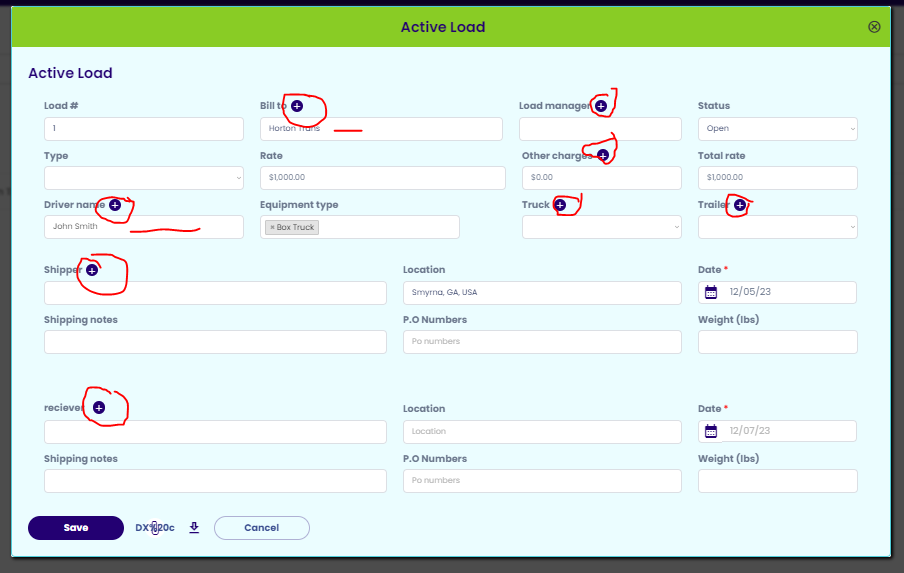 Active Load
Active Load
Load # Bill to Load manager Status
1 Horton Trans Open
Type Rate Other charges Total rate
$1,000.00 $0.00 $1,000.00
Driver name Equipment type Truck Trailer
John Smith × Box Truck
Shipper Location Date *
Smyrna, GA, USA 12/05/23
Shipping notes P.O Numbers Weight (lbs)
Po numbers
reciever Location Date *
Location 12/07/23
Shipping notes P.O Numbers Weight (lbs)
Po numbers
Save Cancel